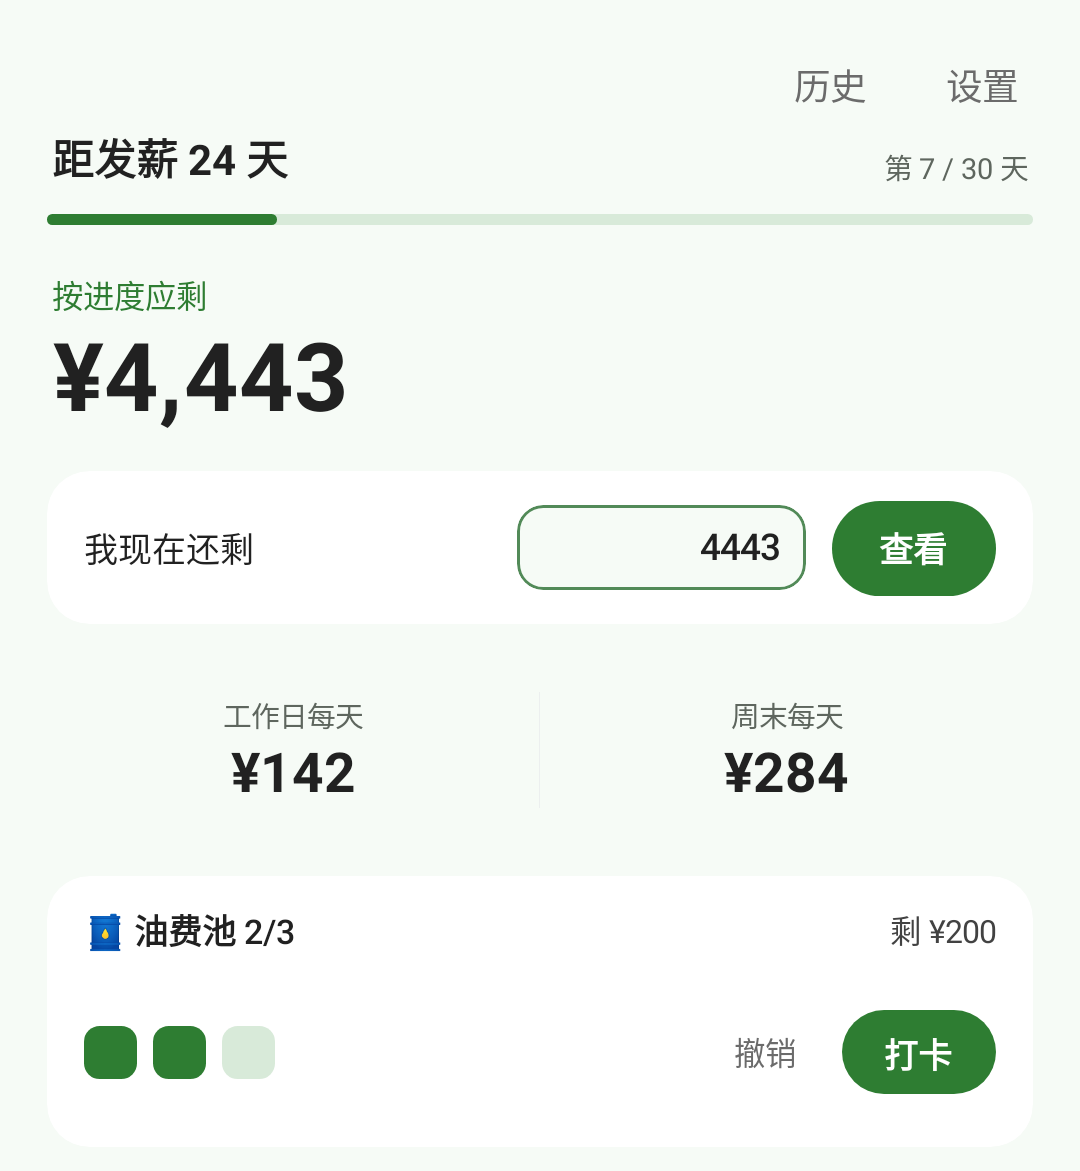 历史 设置
距发薪 24 天 第 7 / 30 天
按进度应剩
¥4,443
我现在还剩 4443 查看
工作日每天 周末每天
¥142 ¥284
油费池 2/3 剩 ¥200
撤销 打卡